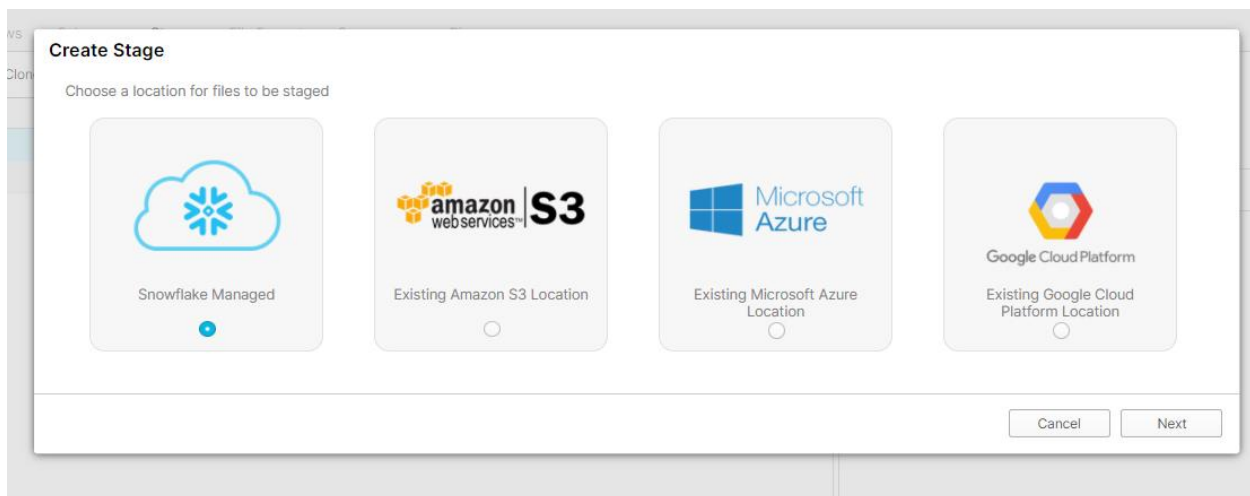 Create Stage
Choose a location for files to be staged
amazon
web services™
S3
Microsoft
Azure
Google Cloud Platform
Snowflake Managed
Existing Amazon S3 Location
Existing Microsoft Azure
Location
Existing Google Cloud
Platform Location
Cancel
Next